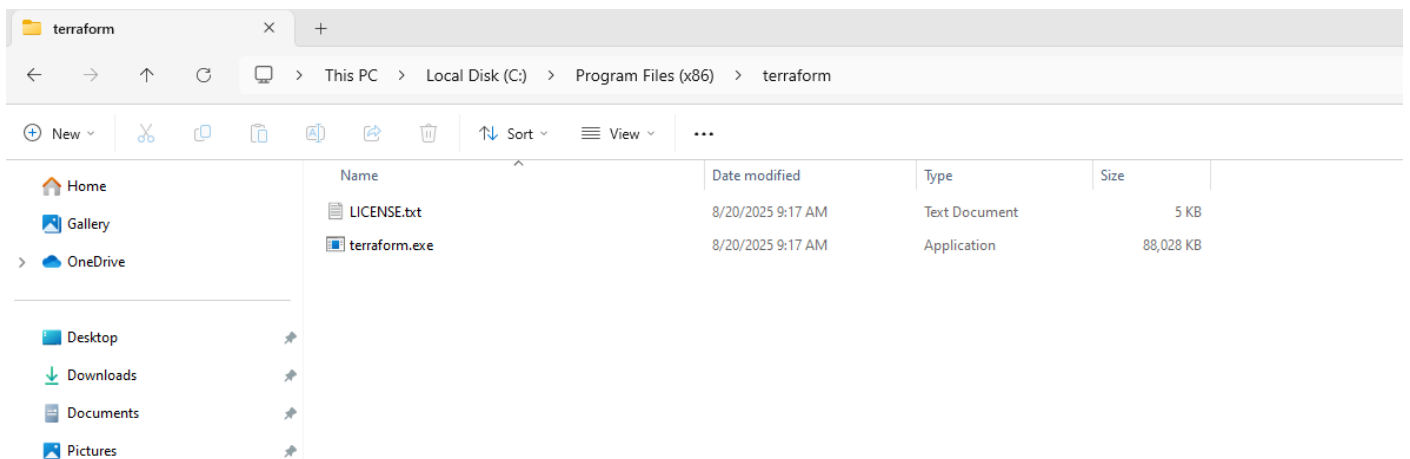 terraform
This PC > Local Disk (C:) > Program Files (x86) > terraform
New Sort View ...
Home
Gallery
OneDrive
Desktop
Downloads
Documents
Pictures
Name Date modified Type Size
LICENSE.txt 8/20/2025 9:17 AM Text Document 5 KB
terraform.exe 8/20/2025 9:17 AM Application 88,028 KB